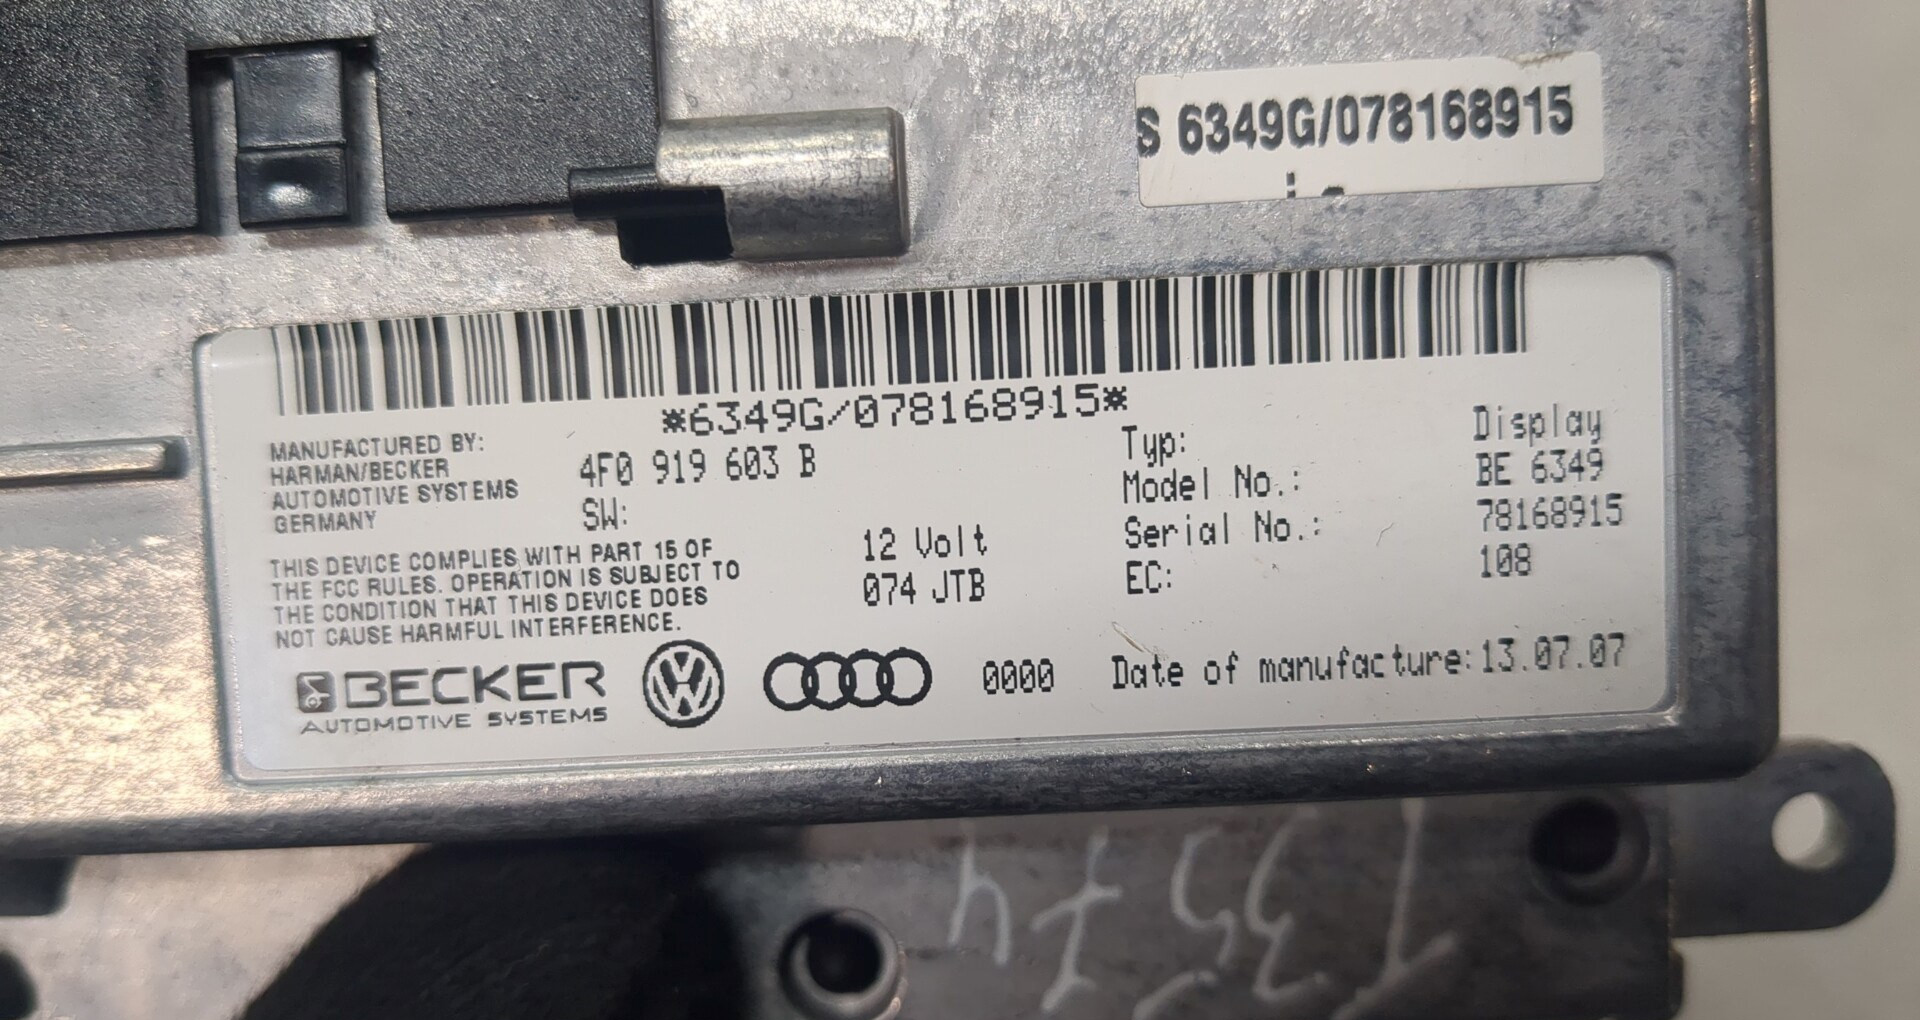 S 6349G/078168915
*6349G/078168915*
MANUFACTURED BY:
HARMAN/BECKER
AUTOMOTIVE SYSTEMS
GERMANY
4F0 919 603 B
SW:
THIS DEVICE COMPLIES WITH PART 15 OF
THE FCC RULES. OPERATION IS SUBJECT TO
THE CONDITION THAT THIS DEVICE DOES
NOT CAUSE HARMFUL INTERFERENCE.
12 Volt
074 JTB
Typ: Display
Model No.: BE 6349
Serial No.: 78168915
EC: 108
BECKER
AUTOMOTIVE SYSTEMS
0000
Date of manufacture: 13.07.07